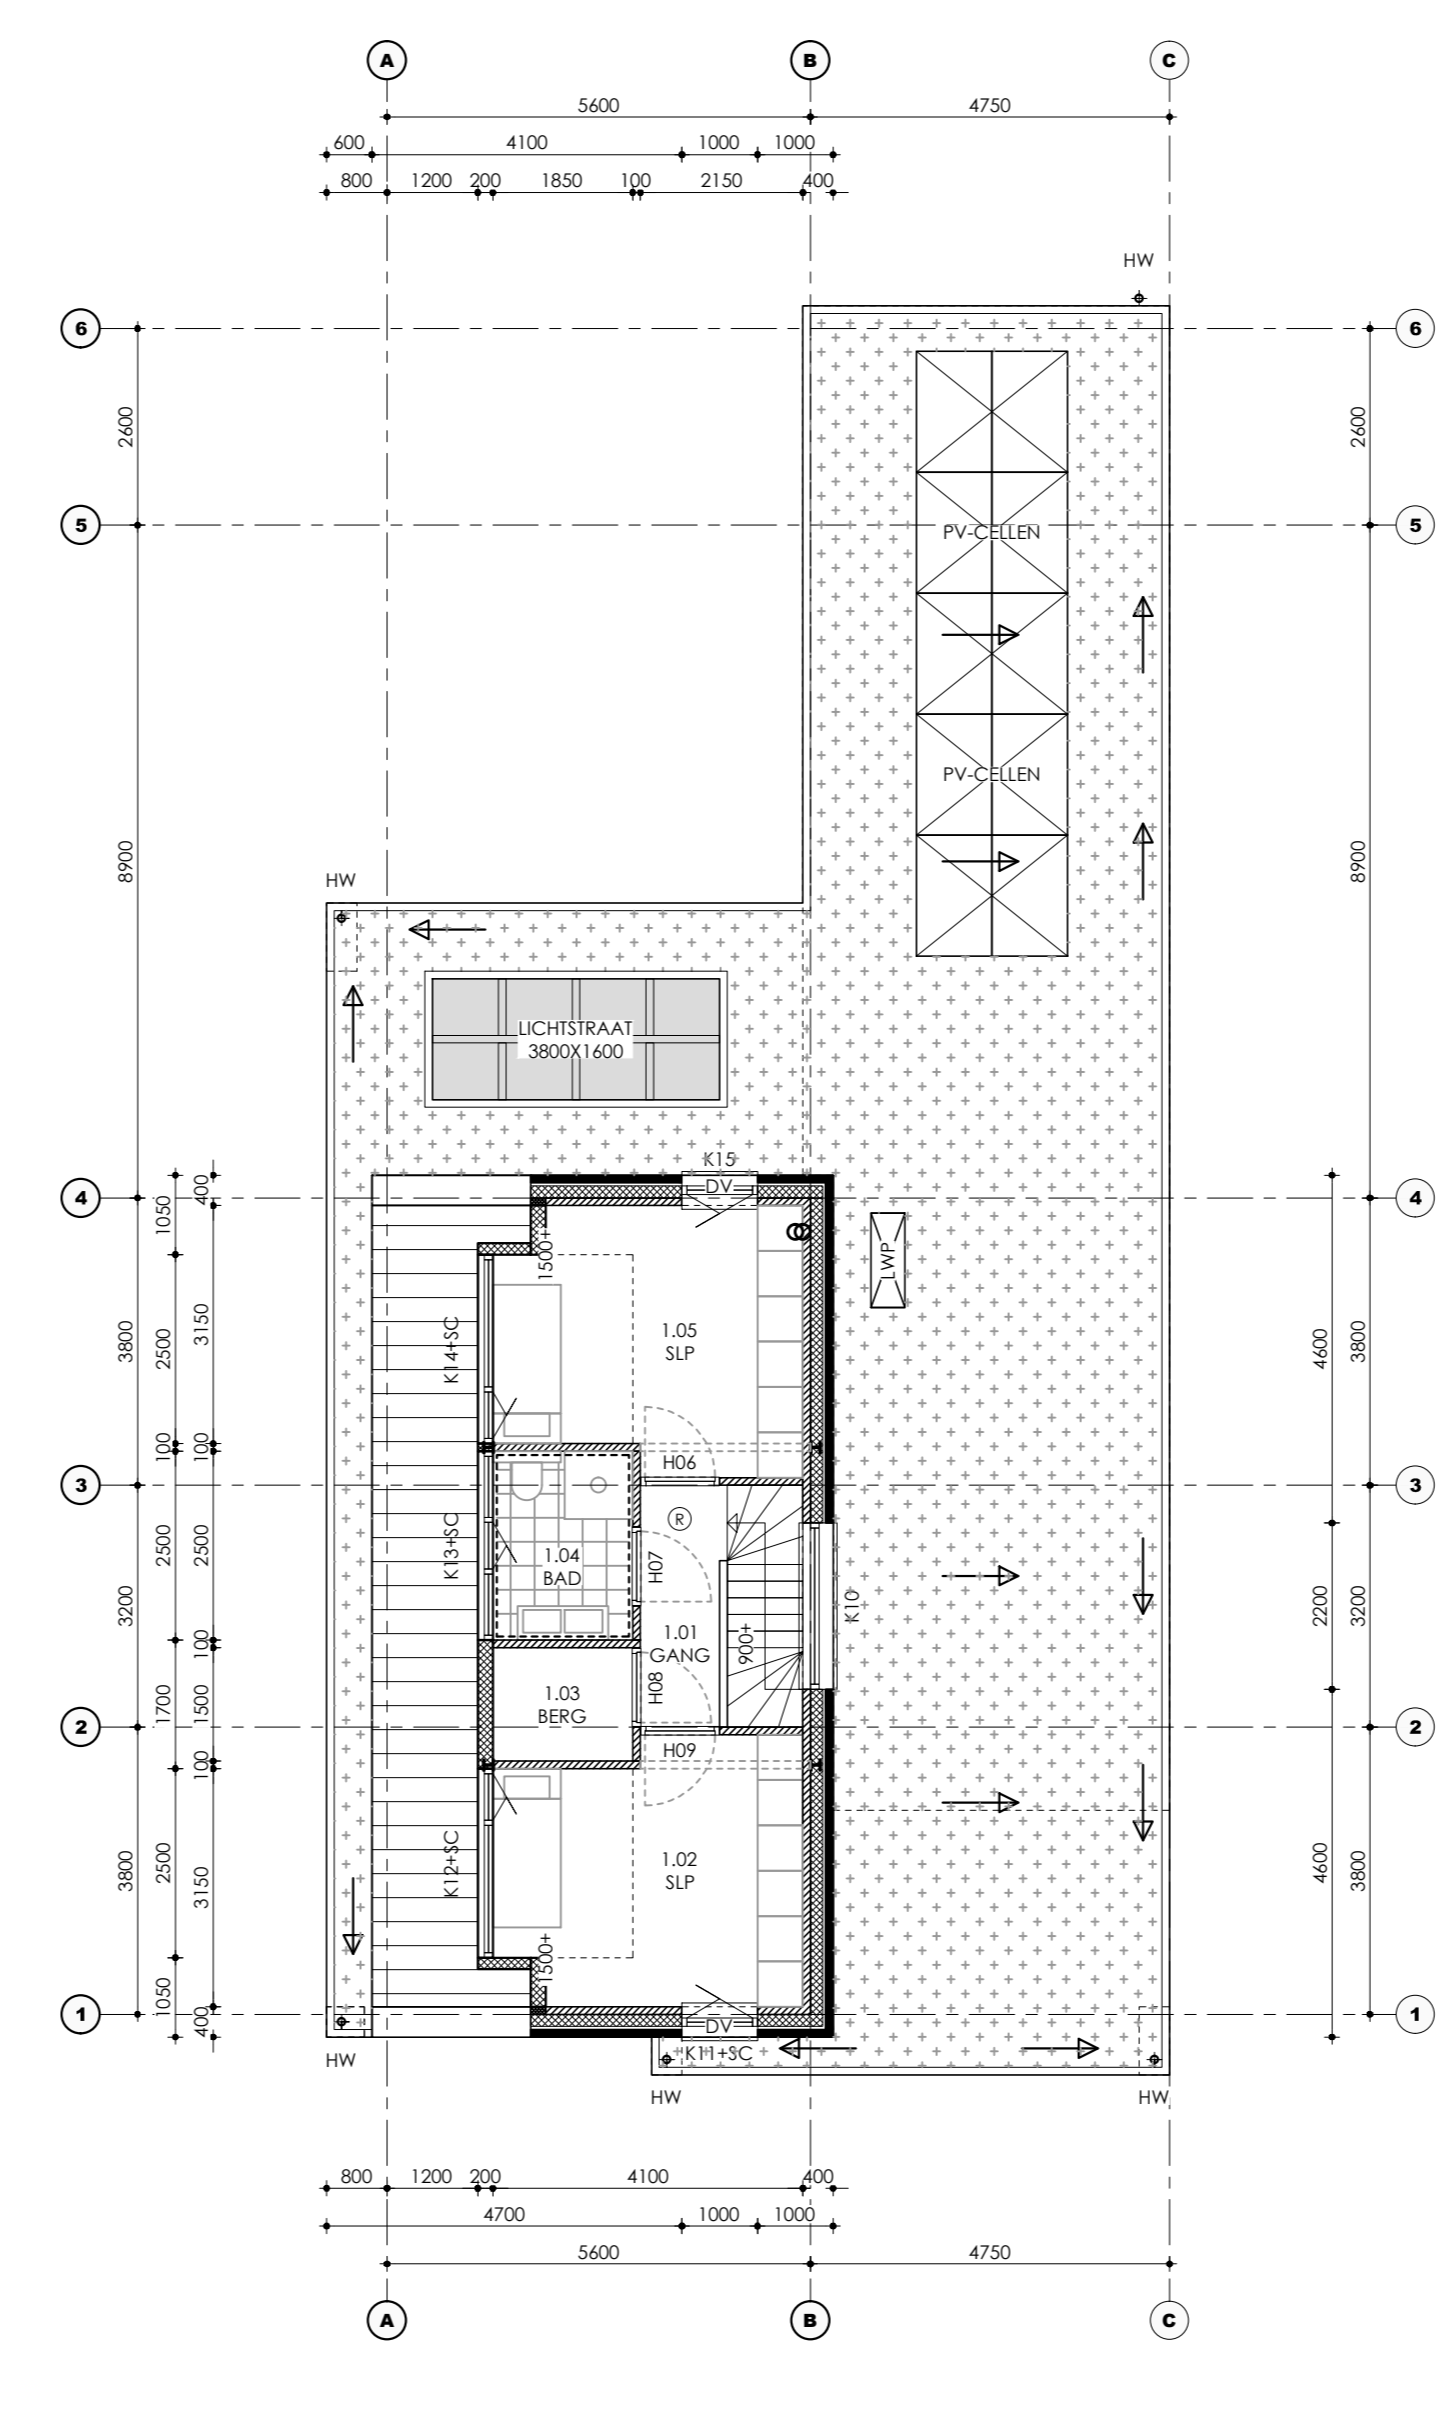 A B C
5600 4750
600 4100 1000 1000
800 1200 200 1850 100 2150 400
HW
6 6
2600 2600
5 5
PV-CELLEN
PV-CELLEN
8900 8900
HW
LICHTSTRAAT
3800X1600
K15
DV
4 4
400
1050
1500+
LWP
3800 2500 3150 K14+SC
1.05
SLP
4600 3800
100 100
H06
3 3
R
2500 2500 K13+SC
1.04
BAD
H07
K10
3200
2200 3200
100
1.01
GANG
900+
1700 1500
1.03
BERG
H08
2 2
H09
100
3800 2500 3150 K12+SC
1.02
SLP
4600 3800
1500+
1050
400
1 1
DV
K11+SC
HW
HW HW
800 1200 200 4100 400
4700 1000 1000
5600 4750
A B C